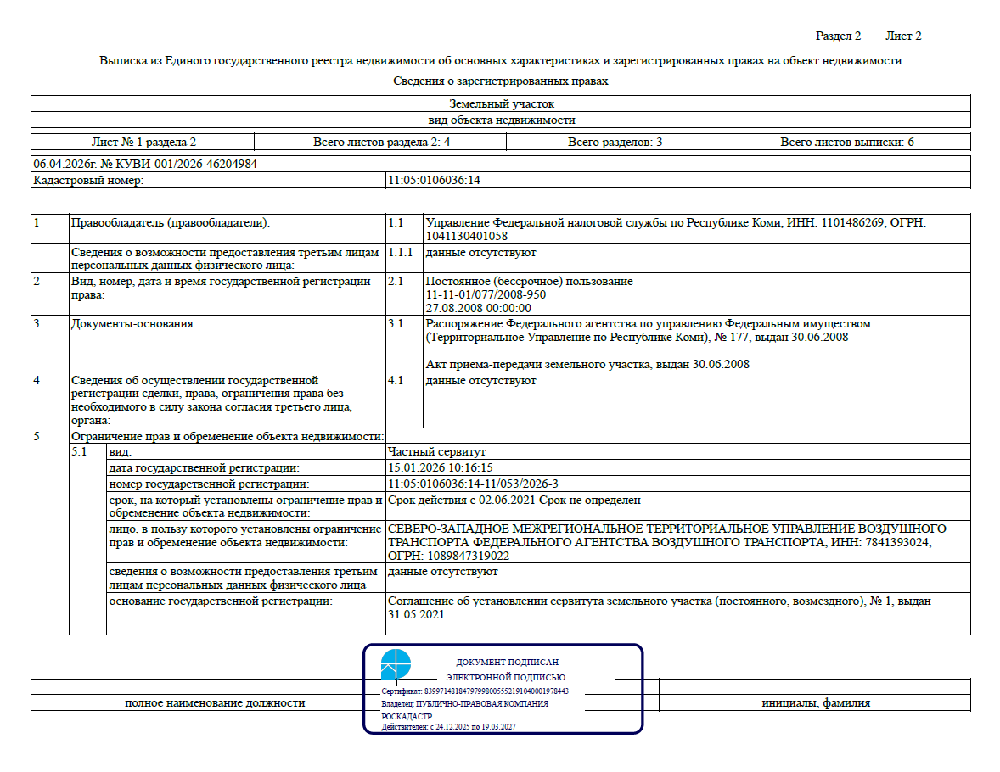 Раздел 2 Лист 2
Выписка из Единого государственного реестра недвижимости об основных характеристиках и зарегистрированных правах на объект недвижимости
Сведения о зарегистрированных правах
Земельный участок
вид объекта недвижимости
Лист № 1 раздела 2 Всего листов раздела 2: 4 Всего разделов: 3 Всего листов выписки: 6
06.04.2026г. № КУВИ-001/2026-46204984
Кадастровый номер: 11:05:0106036:14
1 Правообладатель (правообладатели): 1.1 Управление Федеральной налоговой службы по Республике Коми, ИНН: 1101486269, ОГРН:
1041130401058
Сведения о возможности предоставления третьим лицам 1.1.1 данные отсутствуют
персональных данных физического лица:
2 Вид, номер, дата и время государственной регистрации 2.1 Постоянное (бессрочное) пользование
права: 11-11-01/077/2008-950
27.08.2008 00:00:00
3 Документы-основания 3.1 Распоряжение Федерального агентства по управлению Федеральным имуществом
(Территориальное Управление по Республике Коми), № 177, выдан 30.06.2008
Акт приема-передачи земельного участка, выдан 30.06.2008
4 Сведения об осуществлении государственной 4.1 данные отсутствуют
регистрации сделки, права, ограничения права без
необходимого в силу закона согласия третьего лица,
органа:
5 Ограничение прав и обременение объекта недвижимости:
5.1 вид: Частный сервитут
дата государственной регистрации: 15.01.2026 10:16:15
номер государственной регистрации: 11:05:0106036:14-11/053/2026-3
срок, на который установлены ограничение прав и Срок действия с 02.06.2021 Срок не определен
обременение объекта недвижимости:
лицо, в пользу которого установлены ограничение СЕВЕРО-ЗАПАДНОЕ МЕЖРЕГИОНАЛЬНОЕ ТЕРРИТОРИАЛЬНОЕ УПРАВЛЕНИЕ ВОЗДУШНОГО
прав и обременение объекта недвижимости: ТРАНСПОРТА ФЕДЕРАЛЬНОГО АГЕНТСТВА ВОЗДУШНОГО ТРАНСПОРТА, ИНН: 7841393024,
ОГРН: 1089847319022
сведения о возможности предоставления третьим данные отсутствуют
лицам персональных данных физического лица
основание государственной регистрации: Соглашение об установлении сервитута земельного участка (постоянного, возмездного), № 1, выдан
31.05.2021
ДОКУМЕНТ ПОДПИСАН
ЭЛЕКТРОННОЙ ПОДПИСЬЮ
Сертификат: 83997148184797998005552191040001978443
Владелец: ПУБЛИЧНО-ПРАВОВАЯ КОМПАНИЯ
РОСКАДАСТР
Действителен: с 24.12.2025 по 19.03.2027
полное наименование должности инициалы, фамилия